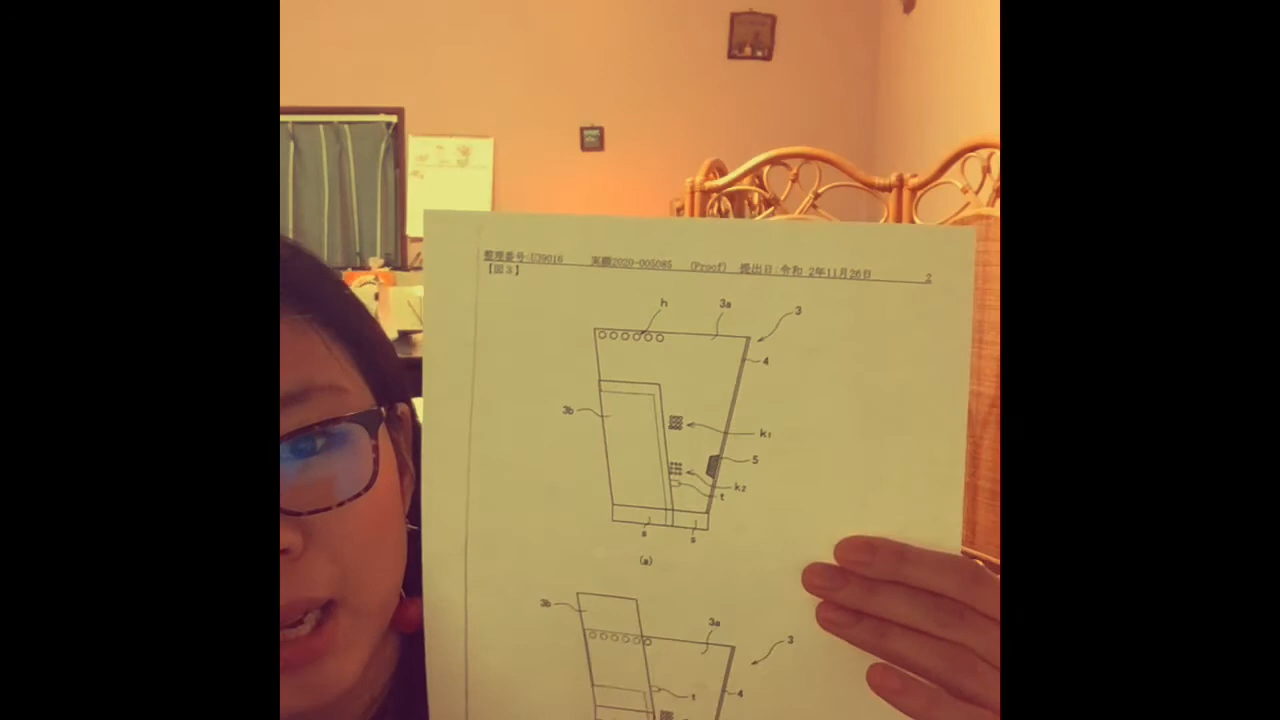 整理番号:U39016 実願2020-005085 (Proof) 提出日:令和 2年11月26日 2
【図3】
h 3a 3
4
3b
k1
5
k2
t
s s
(a)
3b
3a
3
t 4